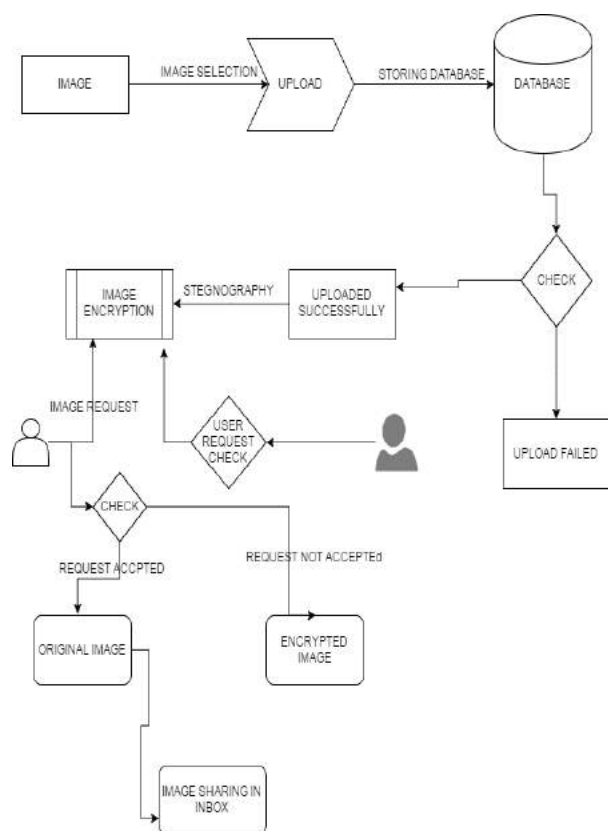 IMAGE
IMAGE SELECTION
UPLOAD
STORING DATABASE
DATABASE
CHECK
IMAGE
ENCRYPTION
STEGNOGRAPHY
UPLOADED
SUCCESSFULLY
UPLOAD FAILED
IMAGE REQUEST
USER
REQUEST
CHECK
CHECK
REQUEST ACCPTED
REQUEST NOT ACCEPTEd
ORIGINAL IMAGE
ENCRYPTED
IMAGE
IMAGE SHARING IN
INBOX